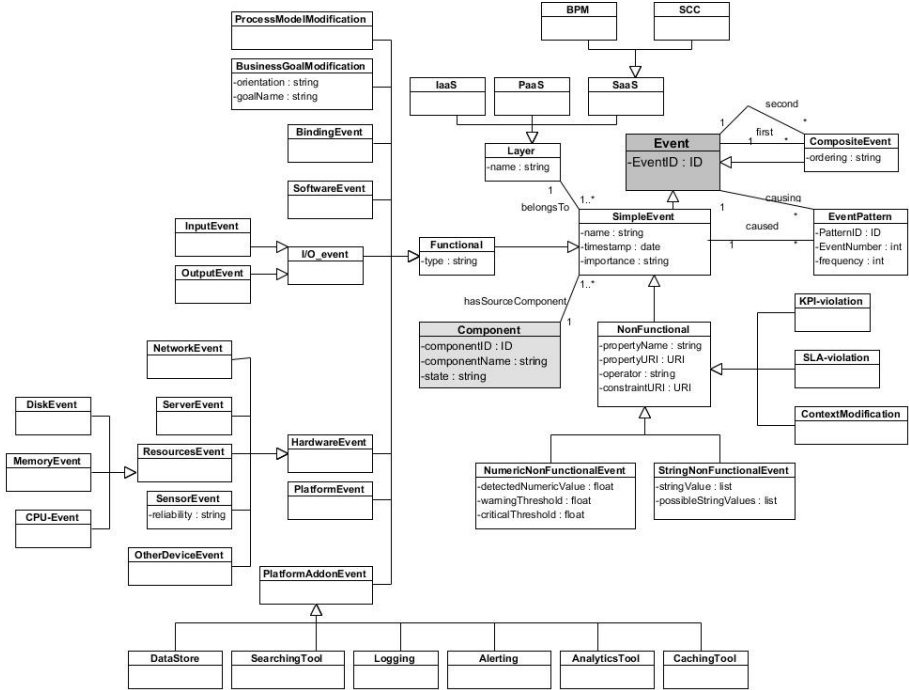 BPM
SCC
ProcessModelModification
BusinessGoalModification
-orientation : string
-goalName : string
IaaS
PaaS
SaaS
second
1
*
first
1
*
BindingEvent
Layer
-name : string
Event
-EventID : ID
CompositeEvent
-ordering : string
SoftwareEvent
1
belongsTo
1..*
1
causing
*
InputEvent
OutputEvent
I/O_event
Functional
-type : string
SimpleEvent
-name : string
-timestamp : date
-importance : string
caused
1
*
EventPattern
-PatternID : ID
-EventNumber : int
-frequency : int
1..*
hasSourceComponent
1
Component
-componentID : ID
-componentName : string
-state : string
NonFunctional
-propertyName : string
-propertyURI : URI
-operator : string
-constraintURI : URI
KPI-violation
SLA-violation
ContextModification
NetworkEvent
DiskEvent
ServerEvent
MemoryEvent
ResourcesEvent
HardwareEvent
CPU-Event
SensorEvent
-reliability : string
PlatformEvent
NumericNonFunctionalEvent
-detectedNumericValue : float
-warningThreshold : float
-criticalThreshold : float
StringNonFunctionalEvent
-stringValue : list
-possibleStringValues : list
OtherDeviceEvent
PlatformAddonEvent
DataStore
SearchingTool
Logging
Alerting
AnalyticsTool
CachingTool